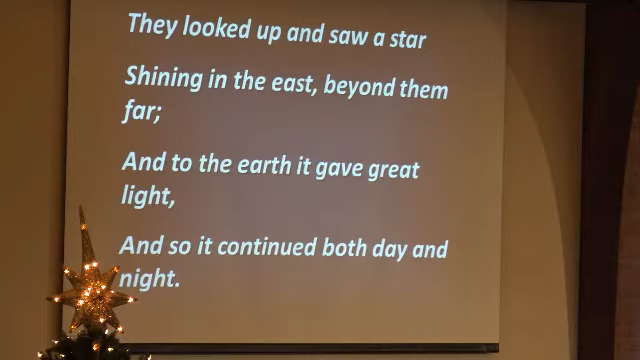 They looked up and saw a star
Shining in the east, beyond them
far;
And to the earth it gave great
light,
And so it continued both day and
night.